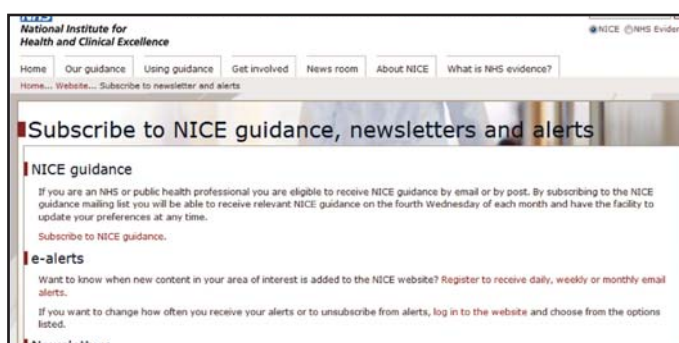 NHS
National Institute for
Health and Clinical Excellence
NICE NHS
Home Our guidance Using guidance Get involved News room About NICE What is NHS evidence?
Home... Website... Subscribe to newsletter and alerts
Subscribe to NICE guidance, newsletters and alerts
NICE guidance
If you are an NHS or public health professional you are eligible to receive NICE guidance by email or by post. By subscribing to the NICE
guidance mailing list you will be able to receive relevant NICE guidance on the fourth Wednesday of each month and have the facility to
update your preferences at any time.
Subscribe to NICE guidance.
e-alerts
Want to know when new content in your area of interest is added to the NICE website? Register to receive daily, weekly or monthly email
alerts.
If you want to change how often you receive your alerts or to unsubscribe from alerts, log in to the website and choose from the options
listed.